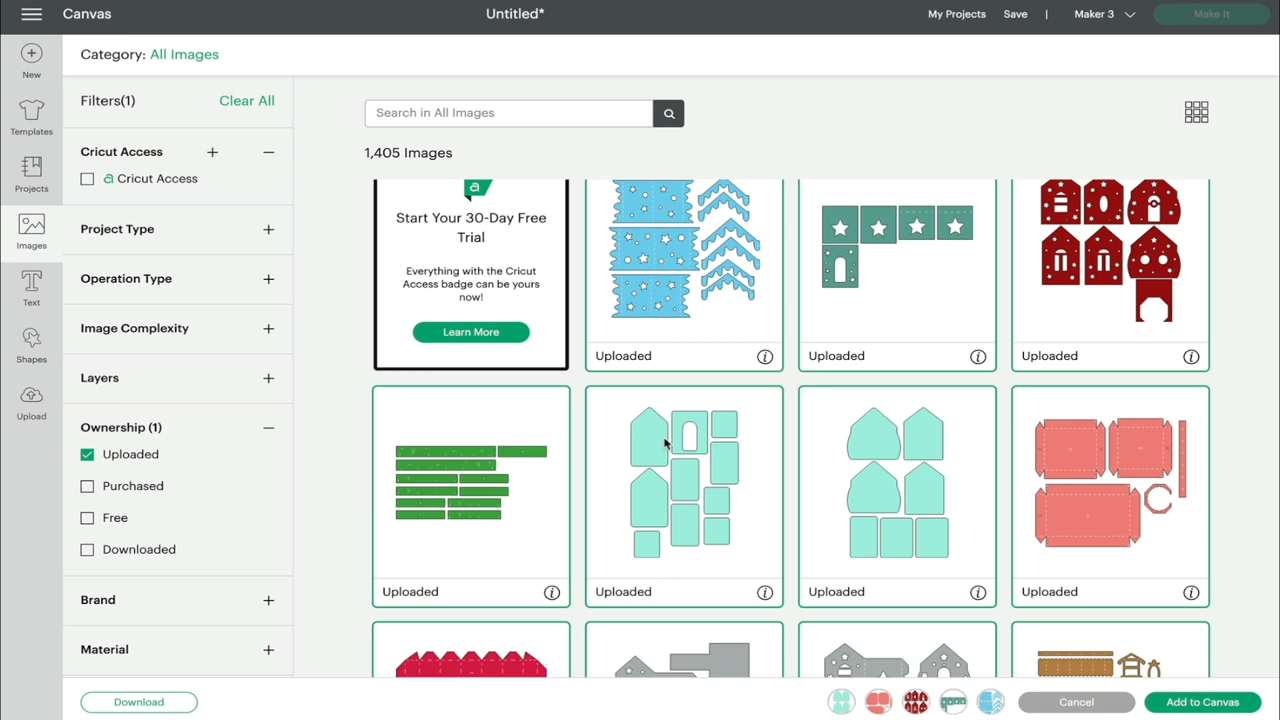 Canvas
Untitled*
My Projects
Save
|
Maker 3
Make It
New
Templates
Projects
Images
Text
Shapes
Upload
Category: All Images
Filters(1)
Clear All
Cricut Access
a Cricut Access
Project Type
Operation Type
Image Complexity
Layers
Ownership (1)
Uploaded
Purchased
Free
Downloaded
Brand
Material
Download
Search in All Images
1,405 Images
a
Start Your 30-Day Free
Trial
Everything with the Cricut
Access badge can be yours
now!
Learn More
Uploaded
Uploaded
Uploaded
Uploaded
Uploaded
Uploaded
Uploaded
Cancel
Add to Canvas